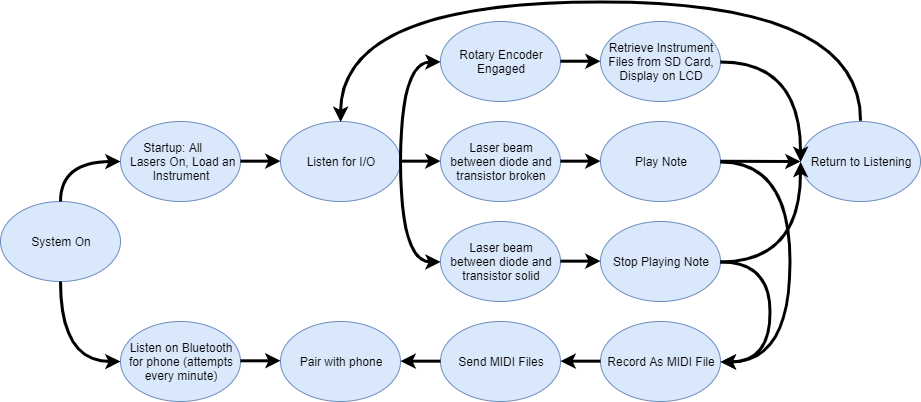 Rotary Encoder
Engaged
Retrieve Instrument
Files from SD Card,
Display on LCD
Startup: All
Lasers On, Load an
Instrument
Listen for I/O
Laser beam
between diode and
transistor broken
Play Note
Return to Listening
System On
Laser beam
between diode and
transistor solid
Stop Playing Note
Listen on Bluetooth
for phone (attempts
every minute)
Pair with phone
Send MIDI Files
Record As MIDI File